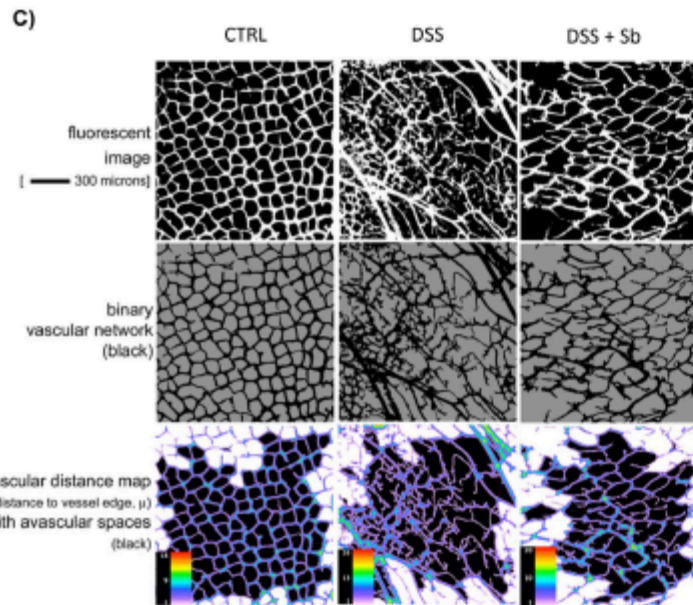 C)
CTRL DSS DSS + Sb
fluorescent
image
[ 300 microns]
binary
vascular network
(black)
scular distance map
distance to vessel edge, μ)
ith avascular spaces
(black)